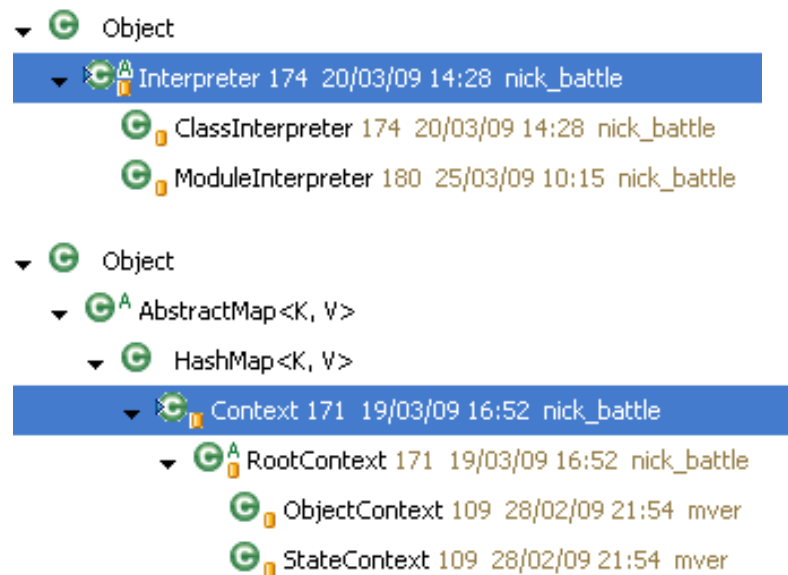 Object
Interpreter 174 20/03/09 14:28 nick_battle
ClassInterpreter 174 20/03/09 14:28 nick_battle
ModuleInterpreter 180 25/03/09 10:15 nick_battle
Object
AbstractMap<K, V>
HashMap<K, V>
Context 171 19/03/09 16:52 nick_battle
RootContext 171 19/03/09 16:52 nick_battle
ObjectContext 109 28/02/09 21:54 mver
StateContext 109 28/02/09 21:54 mver